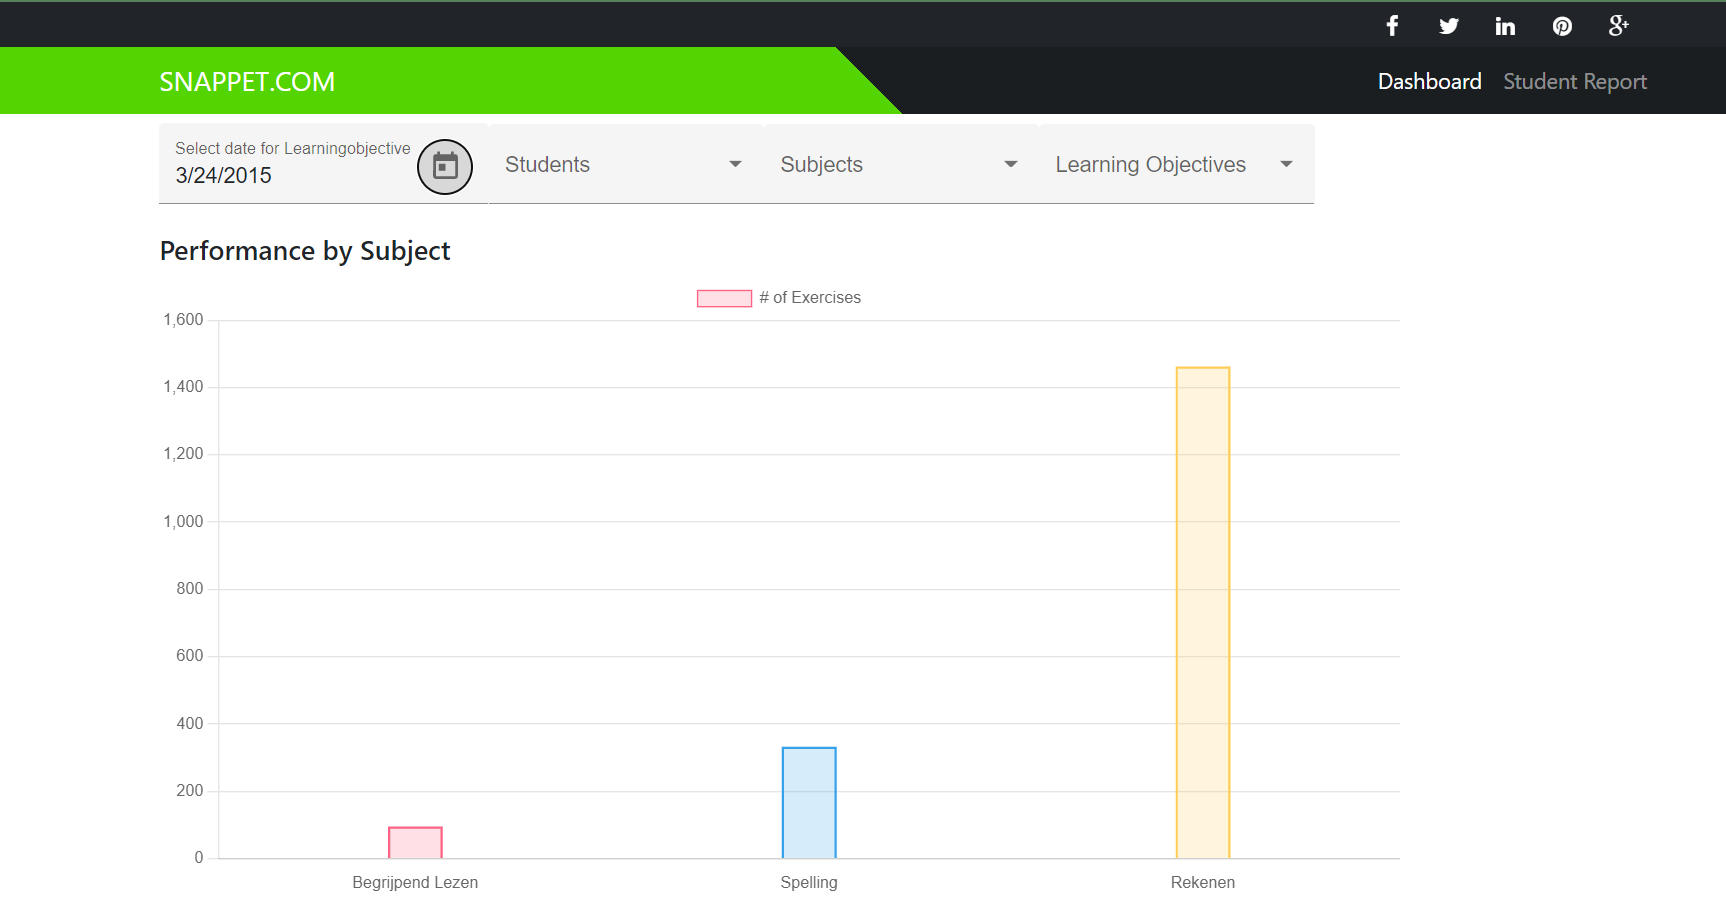 SNAPPET.COM
Dashboard Student Report
Select date for Learningobjective
3/24/2015
Students
Subjects
Learning Objectives
Performance by Subject
# of Exercises
1,600
1,400
1,200
1,000
800
600
400
200
0
Begrijpend Lezen
Spelling
Rekenen